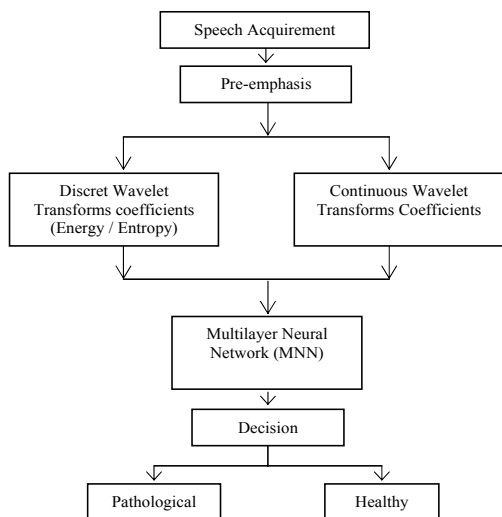 Speech Acquirement
Pre-emphasis
Discret Wavelet
Transforms coefficients
(Energy / Entropy)
Continuous Wavelet
Transforms Coefficients
Multilayer Neural
Network (MNN)
Decision
Pathological
Healthy